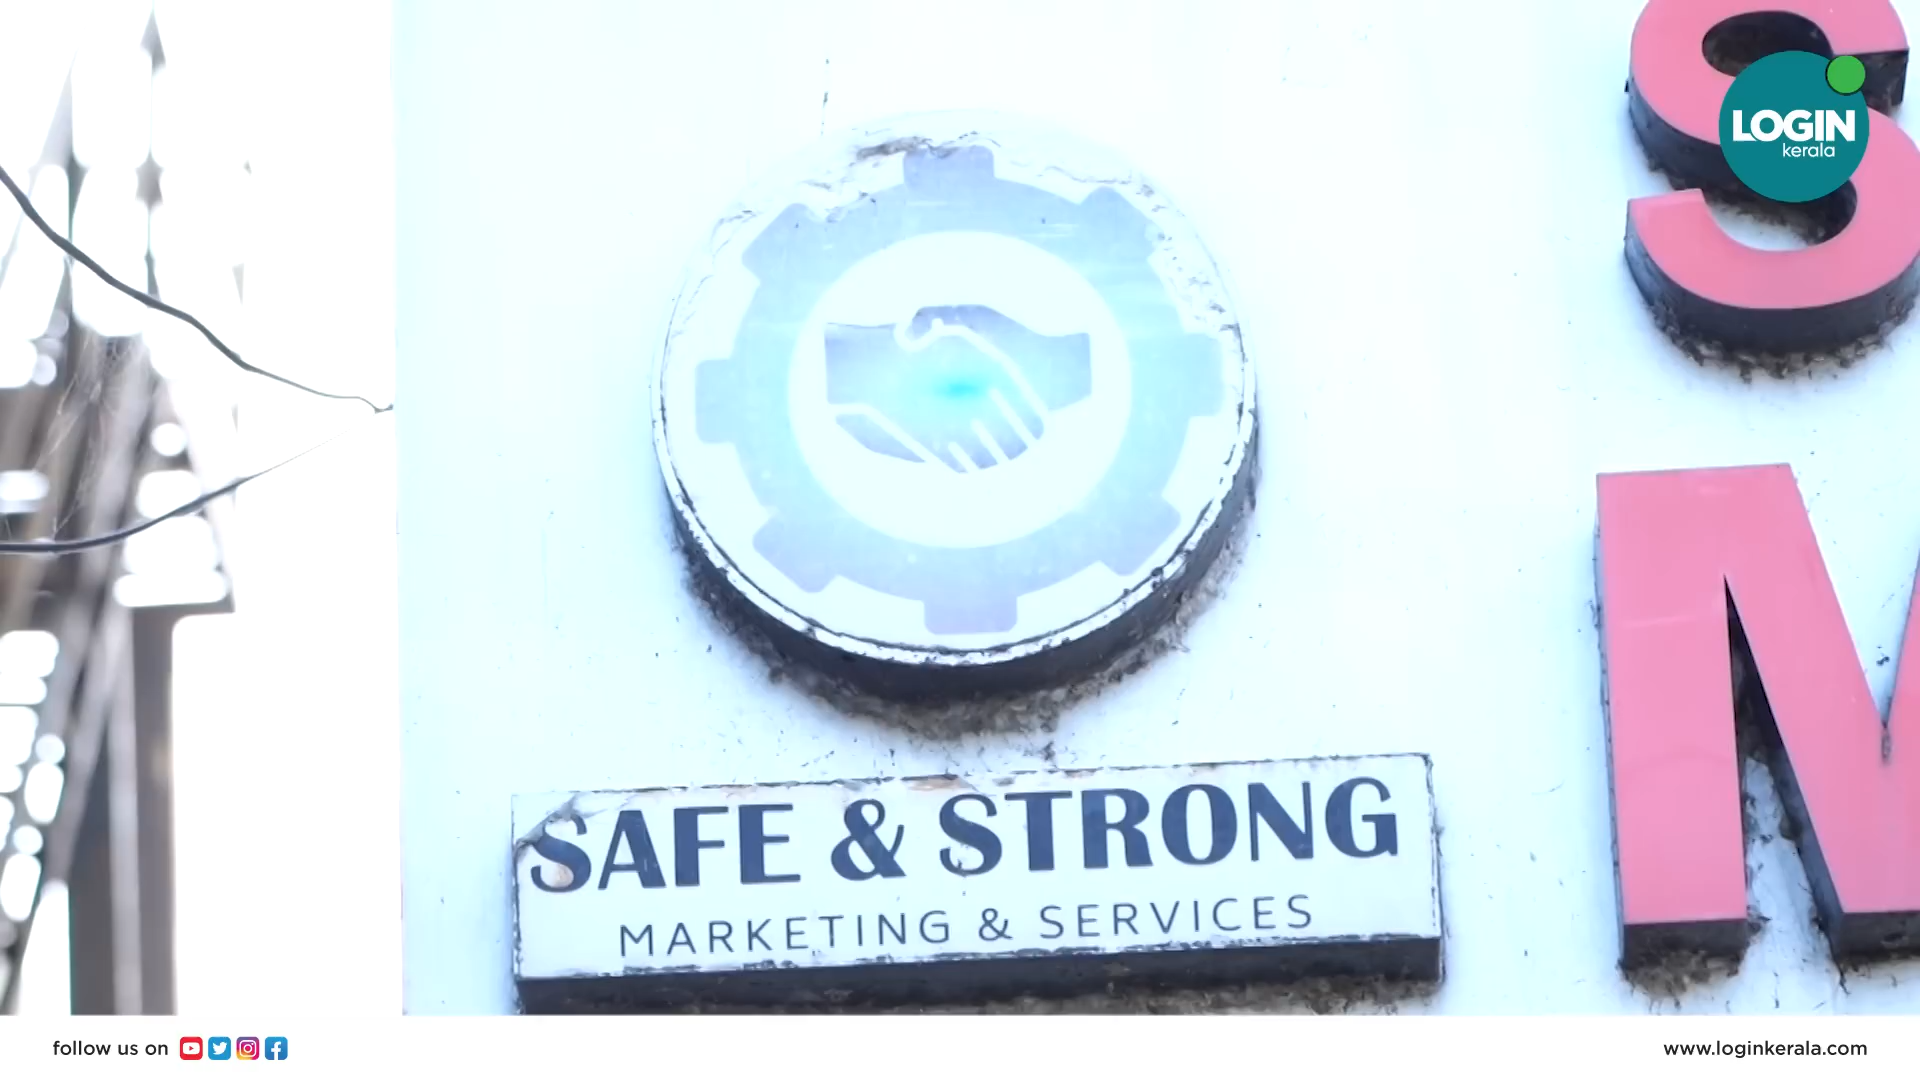 S
LOGIN
kerala
M
SAFE & STRONG
MARKETING & SERVICES
follow us on
www.loginkerala.com